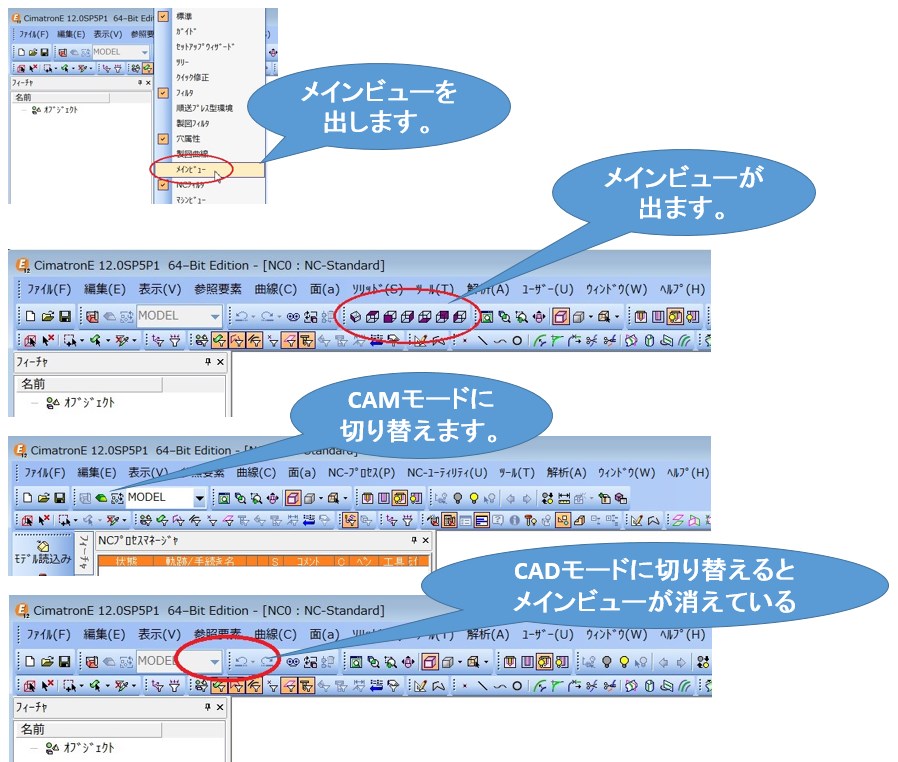 CimatronE 12.0SP5P1 64-Bit Edi
ﾌｧｲﾙ(F) 編集(E) 表示(V) 参照要
MODEL
ﾌｨｰﾁｬ
名前
ｵﾌﾞｼﾞｪｸﾄ
標準
ｶﾞｲﾄﾞ
ｾｯﾄｱｯﾌﾟｳｨｻﾞｰﾄﾞ
ﾂﾘｰ
ｸｲｯｸ修正
ﾌｨﾙﾀ
順送ﾌﾟﾚｽ型環境
製図ﾌｨﾙﾀ
穴属性
製図曲線
ﾒｲﾝﾋﾞｭｰ
NCﾌｨﾙﾀ
ﾏｼﾝﾋﾞｭｰ
メインビューを
出します。
メインビューが
出ます。
CimatronE 12.0SP5P1 64-Bit Edition - [NC0 : NC-Standard]
ﾌｧｲﾙ(F) 編集(E) 表示(V) 参照要素 曲線(C) 面(a) ｿﾘｯﾄﾞ(S) ﾂｰﾙ(T) 解析(A) ﾕｰｻﾞｰ(U) ｳｨﾝﾄﾞｳ(W) ﾍﾙﾌﾟ(H)
MODEL
ﾌｨｰﾁｬ
名前
ｵﾌﾞｼﾞｪｸﾄ
CAMモードに
切り替えます。
CimatronE 12.0SP5P1 64-Bit Edition - [NC0 : NC-Standard]
ﾌｧｲﾙ(F) 編集(E) 表示(V) 参照要素 曲線(C) 面(a) NC-ﾌﾟﾛｾｽ(P) NC-ﾕｰﾃｨﾘﾃｨ(U) ﾂｰﾙ(T) 解析(A) ｳｨﾝﾄﾞｳ(W) ﾍﾙﾌﾟ(H)
MODEL
ﾓﾃﾞﾙ読込み
ﾌｨｰﾁｬ
NCﾌﾟﾛｾｽﾏﾈｰｼﾞｬ
状態 軌跡/手続き名 S ｺﾒﾝﾄ C ﾍﾟﾝ 工具
CADモードに切り替えると
メインビューが消えている
CimatronE 12.0SP5P1 64-Bit Edition - [NC0 : NC-Standard]
ﾌｧｲﾙ(F) 編集(E) 表示(V) 参照要素 曲線(C) 面(a) ｿﾘｯﾄﾞ(S) ﾂｰﾙ(T) 解析(A) ﾕｰｻﾞｰ(U) ｳｨﾝﾄﾞｳ(W) ﾍﾙﾌﾟ(H)
MODEL
ﾌｨｰﾁｬ
名前
ｵﾌﾞｼﾞｪｸﾄ